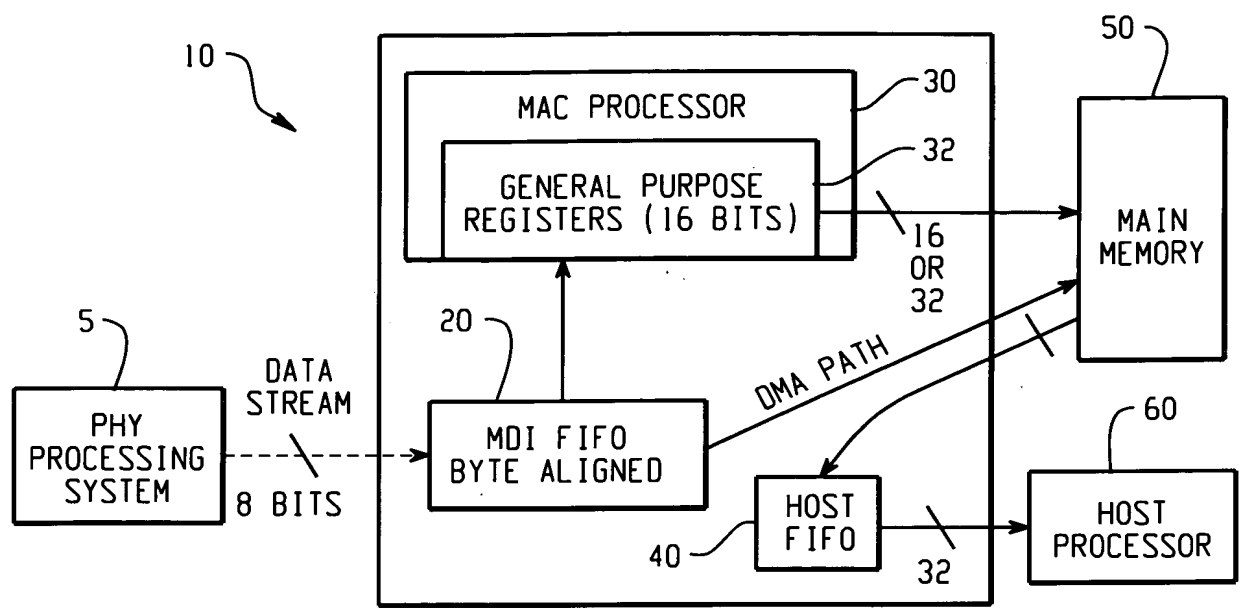 10
MAC PROCESSOR
30
GENERAL PURPOSE
REGISTERS (16 BITS)
32
16
OR
32
50
MAIN
MEMORY
5
PHY
PROCESSING
SYSTEM
DATA
STREAM
8 BITS
20
MDI FIFO
BYTE ALIGNED
DMA PATH
HOST
FIFO
40
32
60
HOST
PROCESSOR